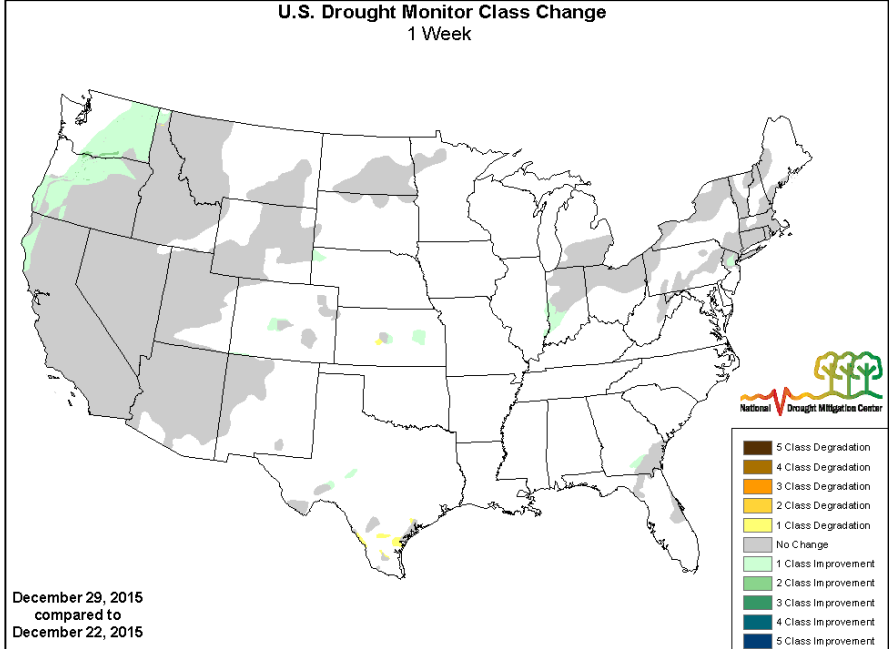 U.S. Drought Monitor Class Change
1 Week
National Drought Mitigation Center
5 Class Degradation
4 Class Degradation
3 Class Degradation
2 Class Degradation
1 Class Degradation
No Change
1 Class Improvement
2 Class Improvement
3 Class Improvement
4 Class Improvement
5 Class Improvement
December 29, 2015
compared to
December 22, 2015